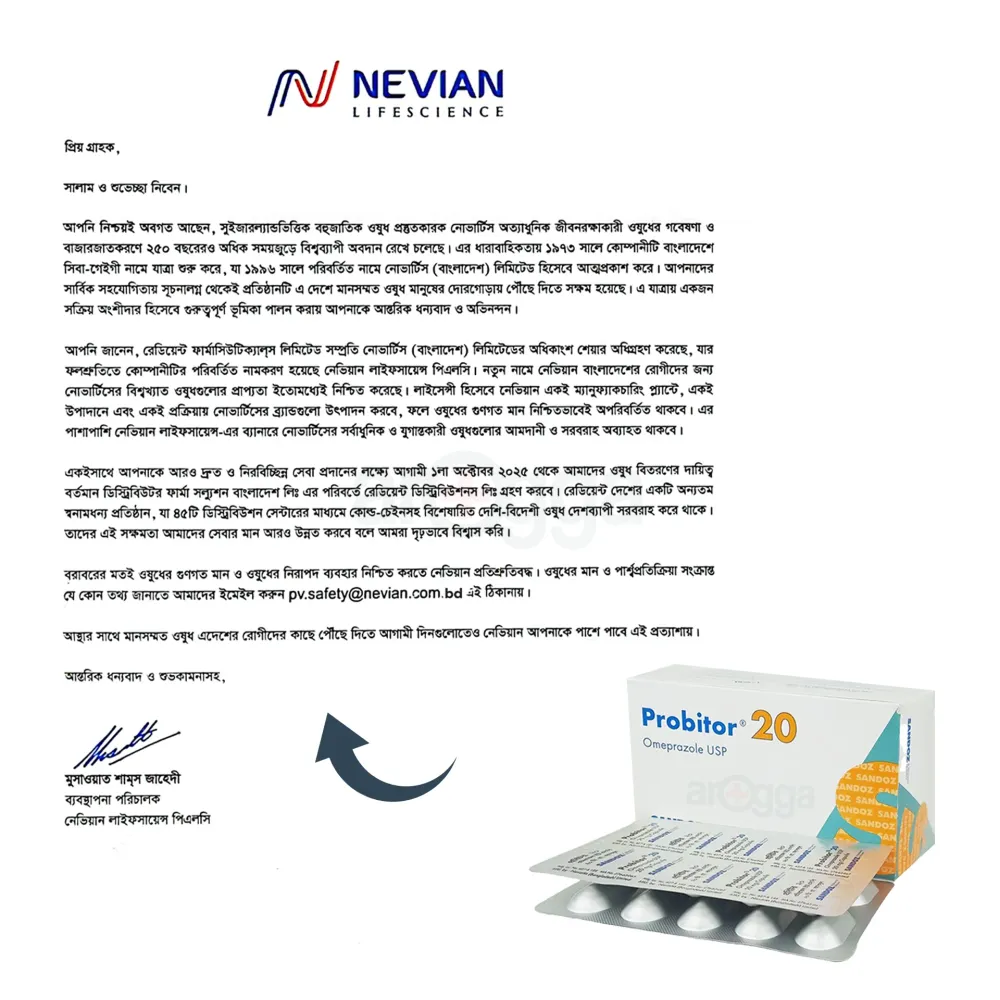 NEVIAN
LIFESCIENCE
প্রিয় গ্রাহক,
সালাম ও শুভেচ্ছা নিবেন।
আপনি নিশ্চয়ই অবগত আছেন, সুইজারল্যান্ডভিত্তিক বহুজাতিক ওষুধ প্রস্তুতকারক নোভার্টিস অত্যাধুনিক জীবনরক্ষাকারী ওষুধের গবেষণা ও
বাজারজাতকরণে ২৫০ বছরেরও অধিক সময়জুড়ে বিশ্বব্যাপী অবদান রেখে চলেছে। এর ধারাবাহিকতায় ১৯৭৩ সালে কোম্পানীটি বাংলাদেশে
সিবা-গেইগী নামে যাত্রা শুরু করে, যা ১৯৯৬ সালে পরিবর্তিত নামে নোভার্টিস (বাংলাদেশ) লিমিটেড হিসেবে আত্মপ্রকাশ করে। আপনাদের
সার্বিক সহযোগিতায় সূচনালগ্ন থেকেই প্রতিষ্ঠানটি এ দেশে মানসম্মত ওষুধ মানুষের দোরগোড়ায় পৌঁছে দিতে সক্ষম হয়েছে। এ যাত্রায় একজন
সক্রিয় অংশীদার হিসেবে গুরুত্বপূর্ণ ভূমিকা পালন করায় আপনাকে আন্তরিক ধন্যবাদ ও অভিনন্দন।
আপনি জানেন, রেডিয়েন্ট ফার্মাসিউটিক্যাল্স লিমিটেড সম্প্রতি নোভার্টিস (বাংলাদেশ) লিমিটেডের অধিকাংশ শেয়ার অধিগ্রহণ করেছে, যার
ফলশ্রুতিতে কোম্পানীটির পরিবর্তিত নামকরণ হয়েছে নেভিয়ান লাইফসায়েন্স পিএলসি। নতুন নামে নেভিয়ান বাংলাদেশের রোগীদের জন্য
নোভার্টিসের বিশ্বখ্যাত ওষুধগুলোর প্রাপ্যতা ইতোমধ্যেই নিশ্চিত করেছে। লাইসেন্সী হিসেবে নেভিয়ান একই ম্যানুফ্যাকচারিং প্ল্যান্টে, একই
উপাদানে এবং একই প্রক্রিয়ায় নোভার্টিসের ব্র্যান্ডগুলো উৎপাদন করবে, ফলে ওষুধের গুণগত মান নিশ্চিতভাবেই অপরিবর্তিত থাকবে। এর
পাশাপাশি নেভিয়ান লাইফসায়েন্স-এর ব্যানারে নোভার্টিসের সর্বাধুনিক ও যুগান্তকারী ওষুধগুলোর আমদানী ও সরবরাহ অব্যাহত থাকবে।
একইসাথে আপনাকে আরও দ্রুত ও নিরবিচ্ছিন্ন সেবা প্রদানের লক্ষ্যে আগামী ১লা অক্টোবর ২০২৫ থেকে আমাদের ওষুধ বিতরণের দায়িত্ব
বর্তমান ডিস্ট্রিবিউটর ফার্মা সল্যুশন বাংলাদেশ লিঃ এর পরিবর্তে রেডিয়েন্ট ডিস্ট্রিবিউশনস লিঃ গ্রহণ করবে। রেডিয়েন্ট দেশের একটি অন্যতম
স্বনামধন্য প্রতিষ্ঠান, যা ৪৫টি ডিস্ট্রিবিউশন সেন্টারের মাধ্যমে কোল্ড-চেইনসহ বিশেষায়িত দেশি-বিদেশী ওষুধ দেশব্যাপী সরবরাহ করে থাকে।
তাদের এই সক্ষমতা আমাদের সেবার মান আরও উন্নত করবে বলে আমরা দৃঢ়ভাবে বিশ্বাস করি।
বরাবরের মতই ওষুধের গুণগত মান ও ওষুধের নিরাপদ ব্যবহার নিশ্চিত করতে নেভিয়ান প্রতিশ্রুতিবদ্ধ। ওষুধের মান ও পার্শ্বপ্রতিক্রিয়া সংক্রান্ত
যে কোন তথ্য জানাতে আমাদের ইমেইল করুন pv.safety@nevian.com.bd এই ঠিকানায়।
আস্থার সাথে মানসম্মত ওষুধ এদেশের রোগীদের কাছে পৌঁছে দিতে আগামী দিনগুলোতেও নেভিয়ান আপনাকে পাশে পাবে এই প্রত্যাশায়।
আন্তরিক ধন্যবাদ ও শুভকামনাসহ,
মুসাওয়াত শাম্স জাহেদী
ব্যবস্থাপনা পরিচালক
নেভিয়ান লাইফসায়েন্স পিএলসি
Probitor® 20
Omeprazole USP
SANDOZ
arogga
Probitor® 20
SANDOZ